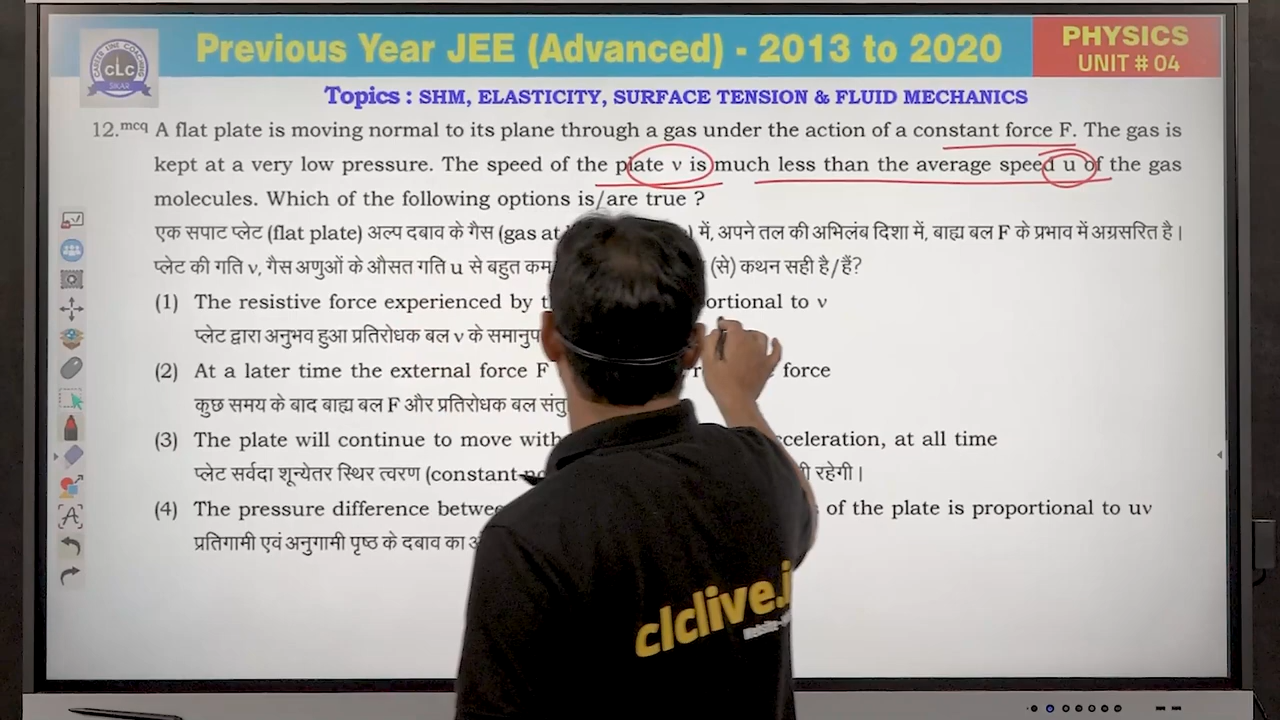 Previous Year JEE (Advanced) - 2013 to 2020
PHYSICS
UNIT # 04
CAREER LINE COACHING
CLC
SIKAR
Topics : SHM, ELASTICITY, SURFACE TENSION & FLUID MECHANICS
12.mcq A flat plate is moving normal to its plane through a gas under the action of a constant force F. The gas is
kept at a very low pressure. The speed of the plate v is much less than the average speed u of the gas
molecules. Which of the following options is/are true ?
एक सपाट प्लेट (flat plate) अल्प दबाव के गैस (gas at में, अपने तल की अभिलंब दिशा में, बाह्य बल F के प्रभाव में अग्रसरित है।
प्लेट की गति v, गैस अणुओं के औसत गति u से बहुत कम (से) कथन सही है/हैं?
(1) The resistive force experienced by ortional to v
प्लेट द्वारा अनुभव हुआ प्रतिरोधक बल v के समानुप
(2) At a later time the external force F force
कुछ समय के बाद बाह्य बल F और प्रतिरोधक बल संतु
(3) The plate will continue to move with cceleration, at all time
प्लेट सर्वदा शून्येतर स्थिर त्वरण (constant रहेगी।
(4) The pressure difference betwee of the plate is proportional to uv
प्रतिगामी एवं अनुगामी पृष्ठ के दबाव का
clclive.i